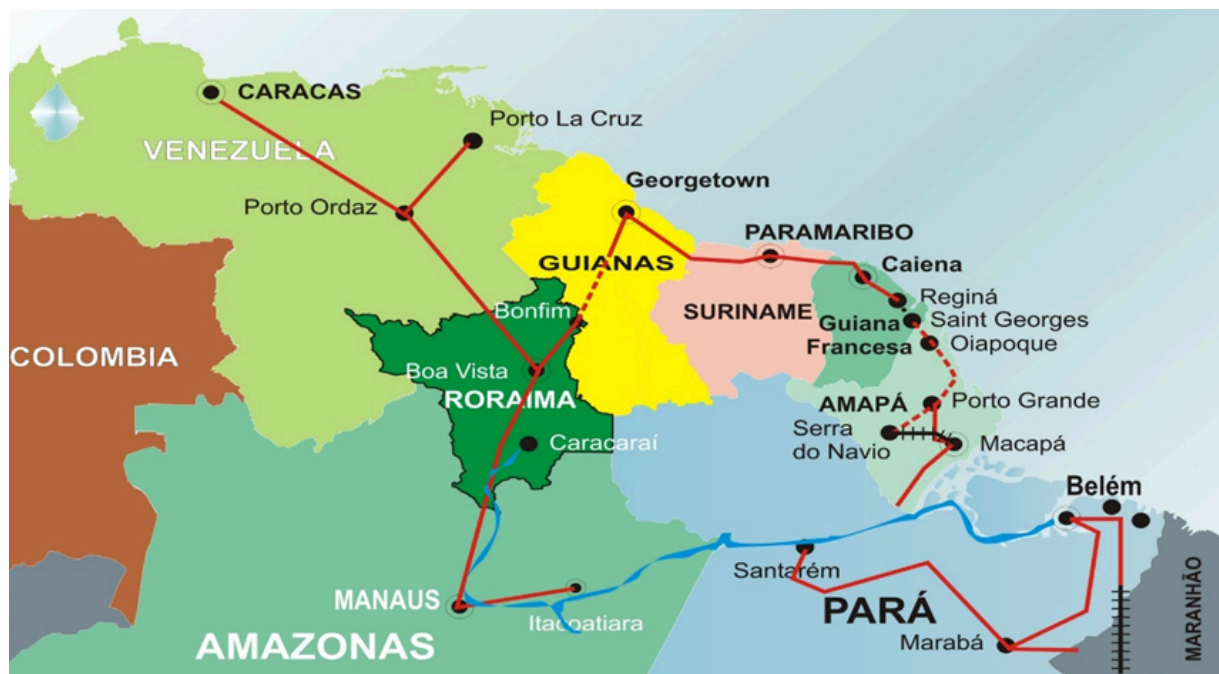 CARACAS
Porto La Cruz
VENEZUELA
Georgetown
Porto Ordaz
PARAMARIBO
GUIANAS
Caiena
Reginá
Bonfim
SURINAME
Guiana
Francesa
Saint Georges
Oiapoque
COLOMBIA
Boa Vista
RORAIMA
AMAPÁ
Porto Grande
Serra
do Navio
Caracaraí
Macapá
Belém
Santarém
MANAUS
Itacoatiara
PARÁ
MARANHÃO
AMAZONAS
Marabá